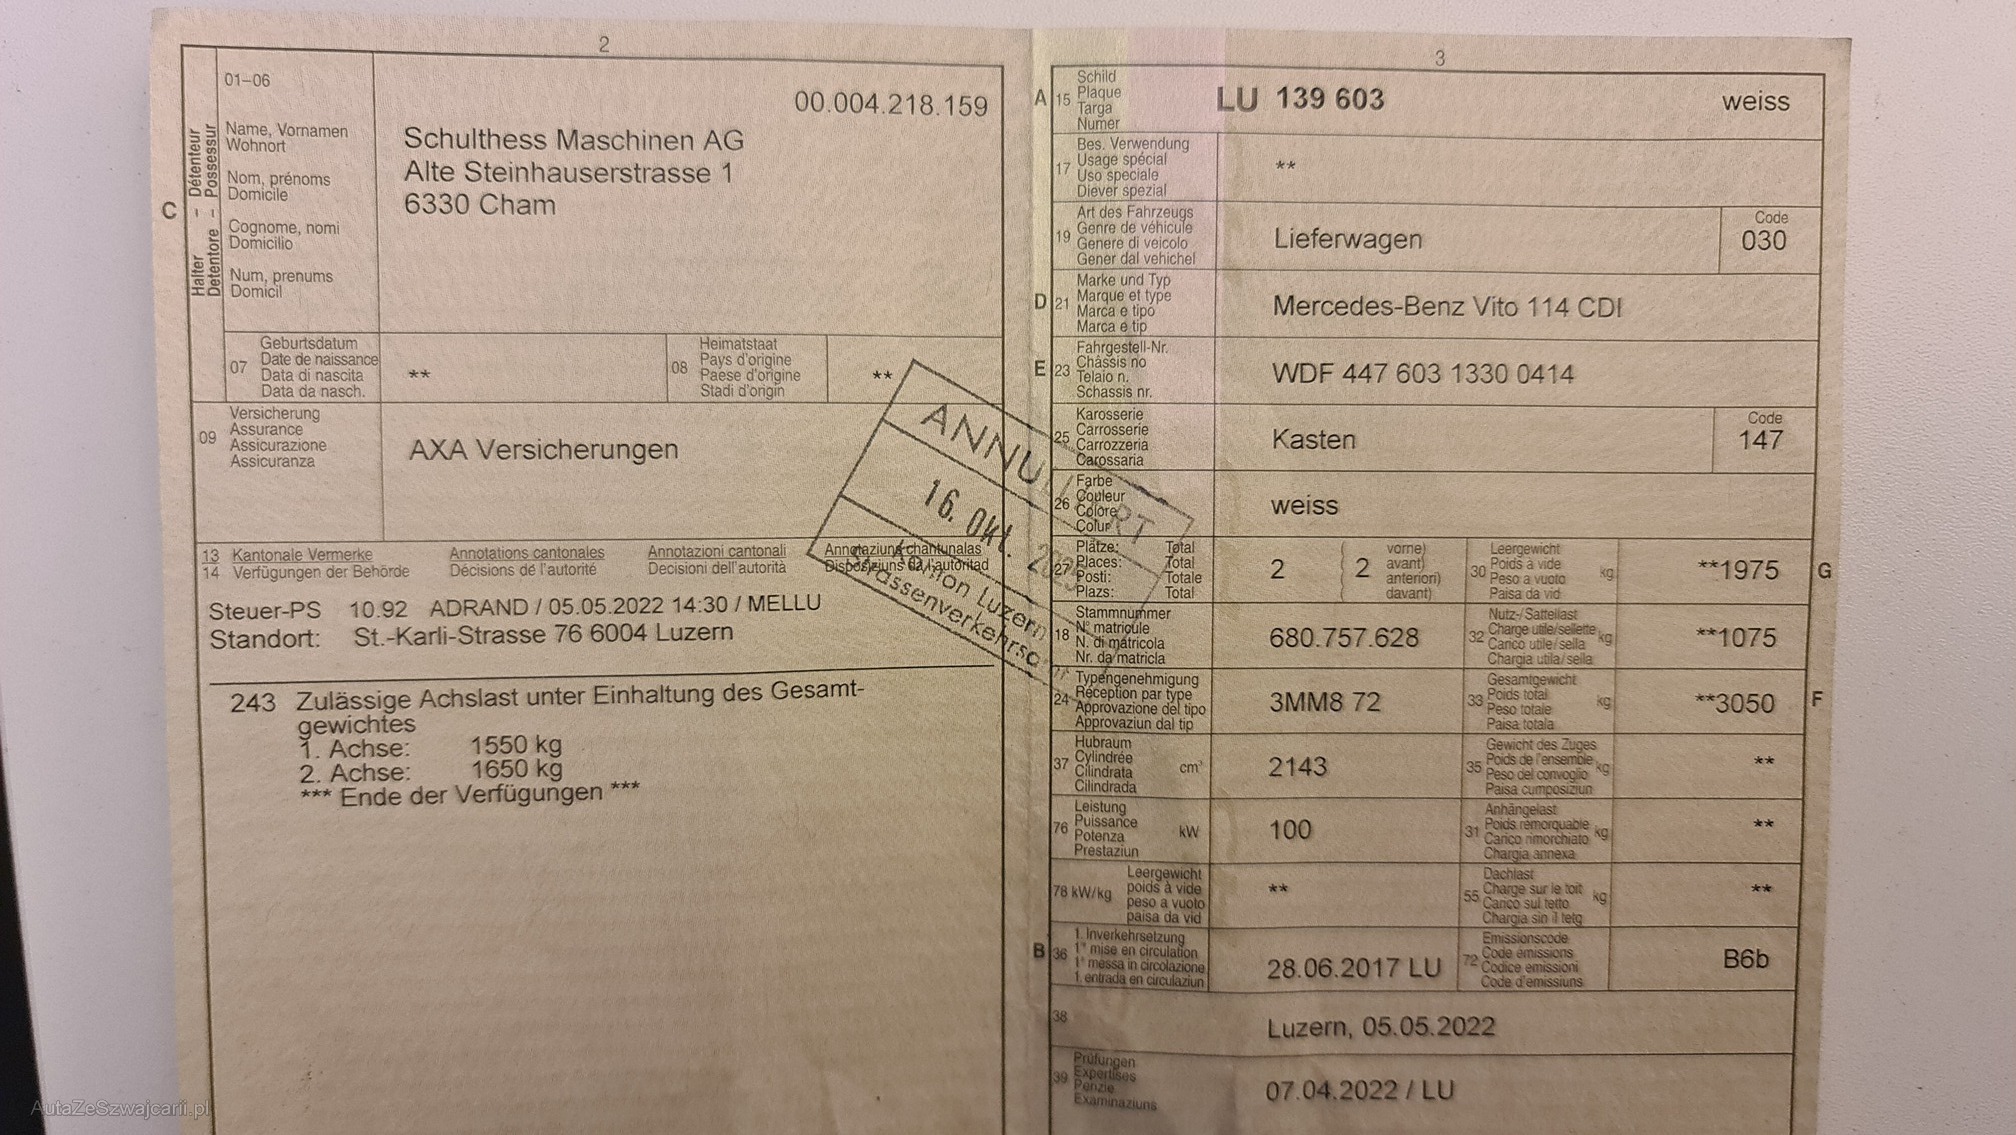 2
01–06
00.004.218.159
Halter – Détenteur
Detentore – Possessur
C
Name, Vornamen
Wohnort
Nom, prénoms
Domicile
Cognome, nomi
Domicilio
Num, prenums
Domicil
Schulthess Maschinen AG
Alte Steinhauserstrasse 1
6330 Cham
07
Geburtsdatum
Date de naissance
Data di nascita
Data da nasch.
**
08
Heimatstaat
Pays d'origine
Paese d'origine
Stadi d'origin
**
09
Versicherung
Assurance
Assicurazione
Assicuranza
AXA Versicherungen
ANNULLIERT
16. Okt.
Kanton Luzern
13 Kantonale Vermerke Annotations cantonales Annotazioni cantonali Annotaziuns chantunalas
14 Verfügungen der Behörde Décisions de l'autorité Decisioni dell'autorità Disposiziuns da l'autoritad
Steuer-PS 10.92 ADRAND / 05.05.2022 14:30 / MELLU
Standort: St.-Karli-Strasse 76 6004 Luzern
243 Zulässige Achslast unter Einhaltung des Gesamt-
gewichtes
1. Achse: 1550 kg
2. Achse: 1650 kg
*** Ende der Verfügungen ***
3
A 15
Schild
Plaque
Targa
Numer
LU 139 603 weiss
17
Bes. Verwendung
Usage spécial
Uso speciale
Diever spezial
**
19
Art des Fahrzeugs
Genre de véhicule
Genere di veicolo
Gener dal vehichel
Lieferwagen
Code
030
D 21
Marke und Typ
Marque et type
Marca e tipo
Marca e tip
Mercedes-Benz Vito 114 CDI
E 23
Fahrgestell-Nr.
Châssis no
Telaio n.
Schassis nr.
WDF 447 603 1330 0414
25
Karosserie
Carrosserie
Carrozzeria
Carossaria
Kasten
Code
147
26
Farbe
Couleur
Colore
Colur
weiss
27
Plätze: Total
Places: Total
Posti: Totale
Plazs: Total
2
2
vorne)
avant)
anteriori)
davant)
30
Leergewicht
Poids à vide
Peso a vuoto
Paisa da vid
kg
**1975
G
18
Stammnummer
N° matricule
N. di matricola
Nr. da matricla
680.757.628
32
Nutz-/Sattellast
Charge utile/sellette
Carico utile/sella
Chargia utila/sella
kg
**1075
24
Typengenehmigung
Réception par type
Approvazione del tipo
Approvaziun dal tip
3MM8 72
33
Gesamtgewicht
Poids total
Peso totale
Paisa totala
kg
**3050
F
37
Hubraum
Cylindrée
Cilindrata
Cilindrada
cm³
2143
35
Gewicht des Zuges
Poids de l'ensemble
Peso del convoglio
Paisa cumposiziun
kg
**
76
Leistung
Puissance
Potenza
Prestaziun
kW
100
31
Anhängelast
Poids remorquable
Carico rimorchiato
Chargia annexa
kg
**
78 kW/kg
Leergewicht
poids à vide
peso a vuoto
paisa da vid
**
55
Dachlast
Charge sur le toit
Carico sul tetto
Chargia sin il tetg
kg
**
B 36
1. Inverkehrsetzung
1re mise en circulation
1a messa in circolazione
1. entrada en circulaziun
28.06.2017 LU
72
Emissionscode
Code émissions
Codice emissioni
Code d'emissiuns
B6b
38
Luzern, 05.05.2022
39
Prüfungen
Expertises
Perizie
Examinaziuns
07.04.2022 / LU
AutaZeSzwajcarii.pl